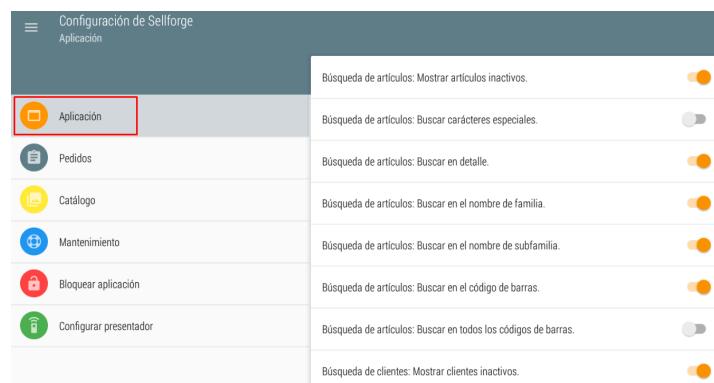 Configuración de Sellforge
Aplicación
Búsqueda de artículos: Mostrar artículos inactivos.
Aplicación
Búsqueda de artículos: Buscar carácteres especiales.
Pedidos
Búsqueda de artículos: Buscar en detalle.
Catálogo
Búsqueda de artículos: Buscar en el nombre de familia.
Mantenimiento
Búsqueda de artículos: Buscar en el nombre de subfamilia.
Bloquear aplicación
Búsqueda de artículos: Buscar en el código de barras.
Configurar presentador
Búsqueda de artículos: Buscar en todos los códigos de barras.
Búsqueda de clientes: Mostrar clientes inactivos.